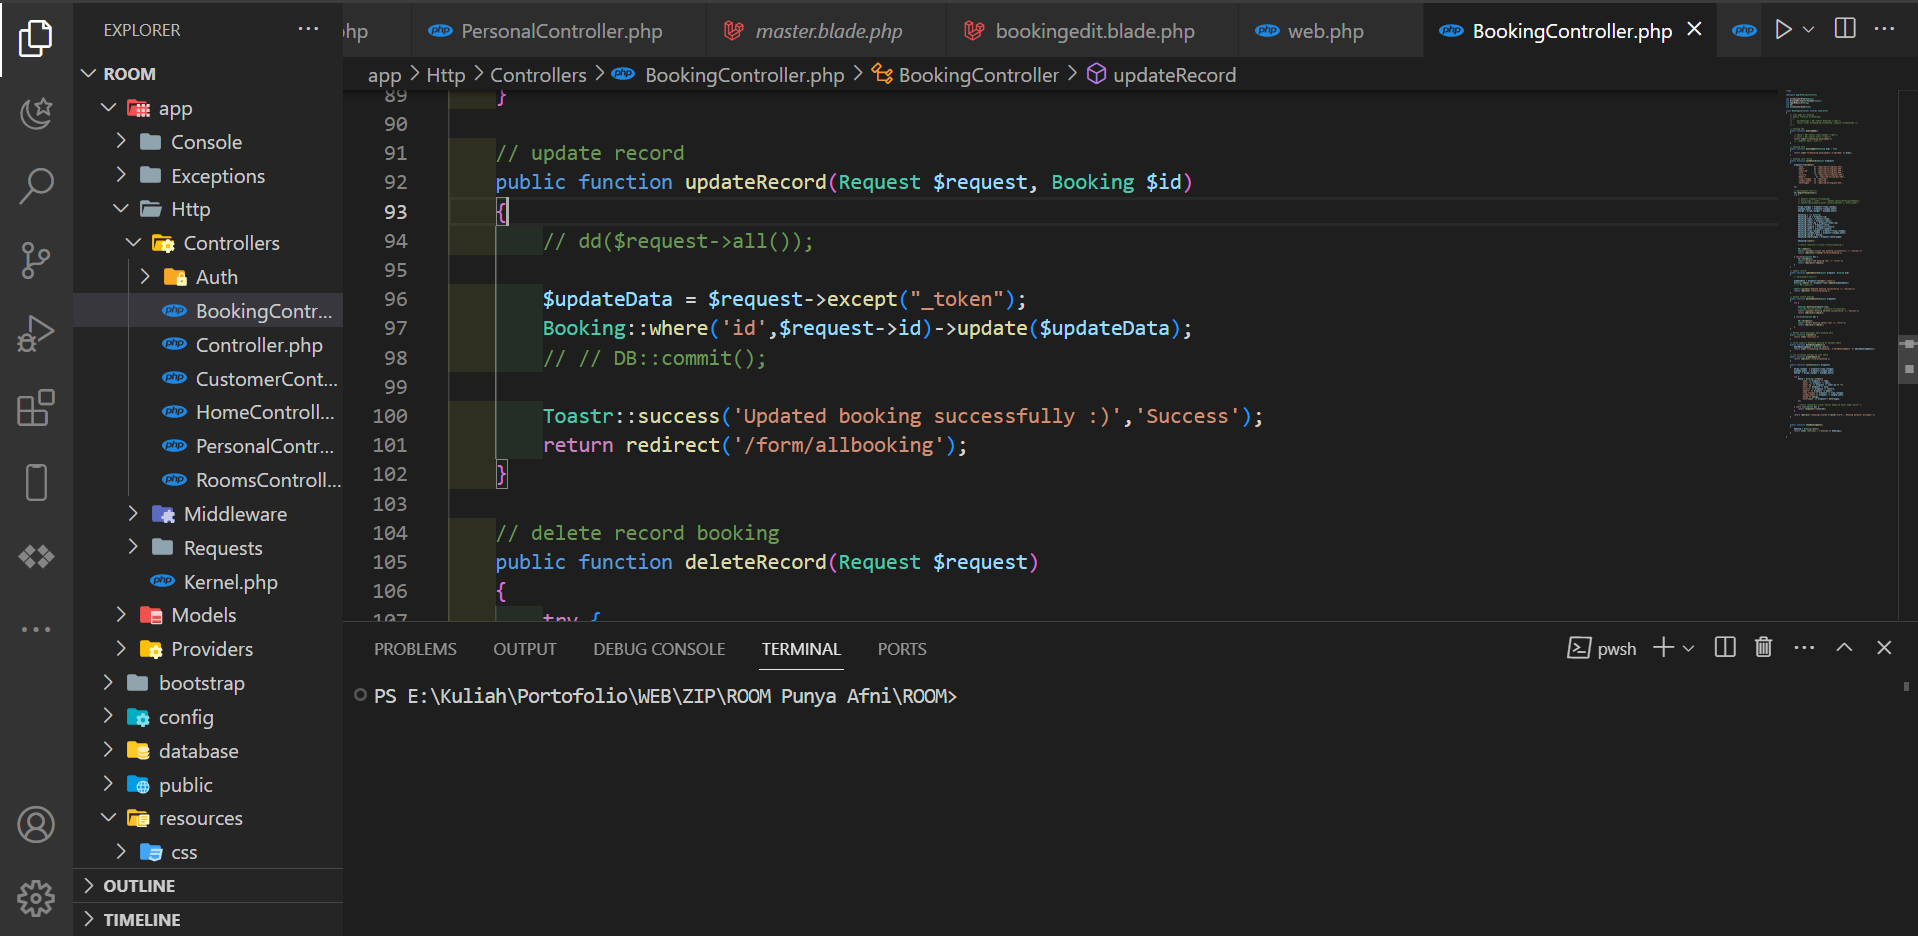 EXPLORER
hp
PersonalController.php
master.blade.php
bookingedit.blade.php
web.php
BookingController.php
ROOM
app
Console
Exceptions
Http
Controllers
Auth
BookingContr...
Controller.php
CustomerCont...
HomeControll...
PersonalContr...
RoomsControll...
Middleware
Requests
Kernel.php
Models
Providers
bootstrap
config
database
public
resources
css
OUTLINE
TIMELINE
app > Http > Controllers > BookingController.php > BookingController > updateRecord
89 }
90
91 // update record
92 public function updateRecord(Request $request, Booking $id)
93 {
94 // dd($request->all());
95
96 $updateData = $request->except("_token");
97 Booking::where('id',$request->id)->update($updateData);
98 // // DB::commit();
99
100 Toastr::success('Updated booking successfully :)','Success');
101 return redirect('/form/allbooking');
102 }
103
104 // delete record booking
105 public function deleteRecord(Request $request)
106 {
107 try {
PROBLEMS OUTPUT DEBUG CONSOLE TERMINAL PORTS
pwsh
PS E:\Kuliah\Portofolio\WEB\ZIP\ROOM Punya Afni\ROOM>